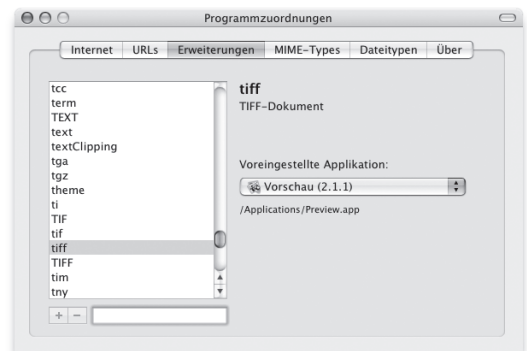 Programmzuordnungen
Internet URLs Erweiterungen MIME-Types Dateitypen Über
tcc
term
TEXT
text
textClipping
tga
tgz
theme
ti
TIF
tif
tiff
TIFF
tim
tny
+ −
tiff
TIFF-Dokument
Voreingestellte Applikation:
Vorschau (2.1.1)
/Applications/Preview.app